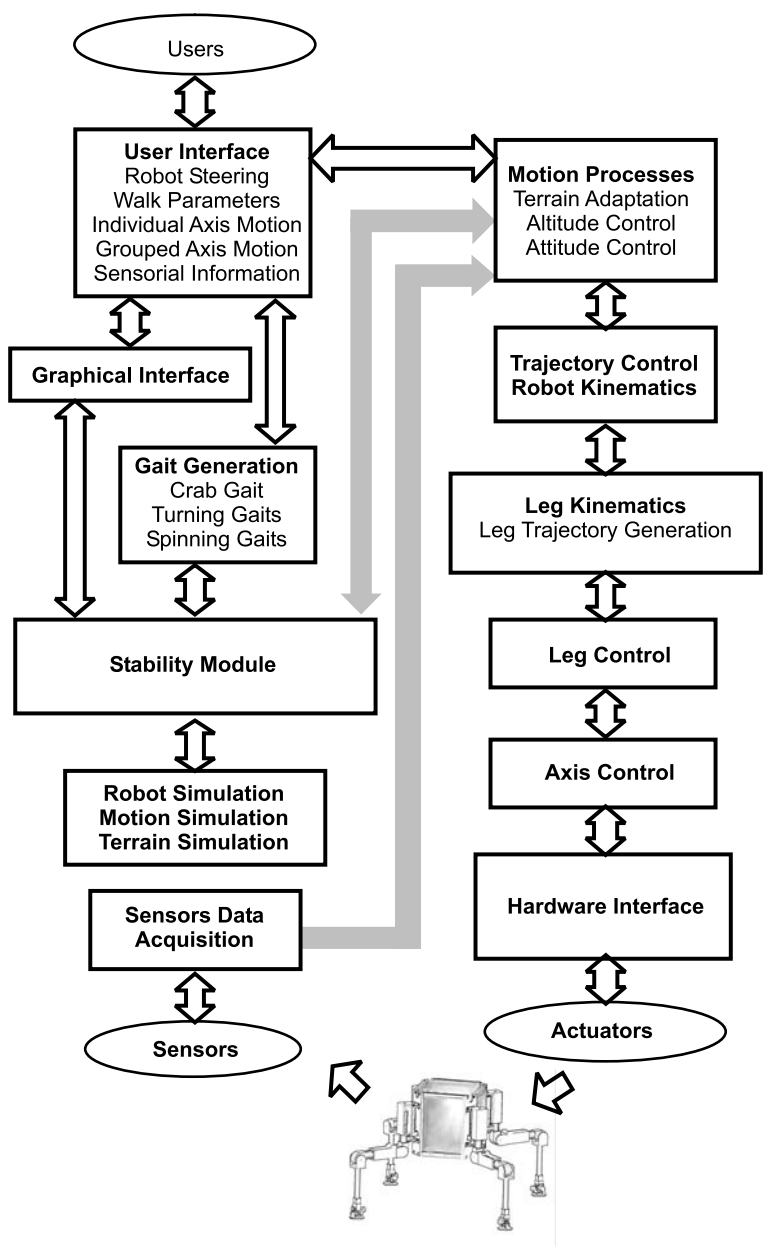 Users
User Interface
Robot Steering
Walk Parameters
Individual Axis Motion
Grouped Axis Motion
Sensorial Information
Graphical Interface
Gait Generation
Crab Gait
Turning Gaits
Spinning Gaits
Stability Module
Robot Simulation
Motion Simulation
Terrain Simulation
Sensors Data
Acquisition
Sensors
Motion Processes
Terrain Adaptation
Altitude Control
Attitude Control
Trajectory Control
Robot Kinematics
Leg Kinematics
Leg Trajectory Generation
Leg Control
Axis Control
Hardware Interface
Actuators